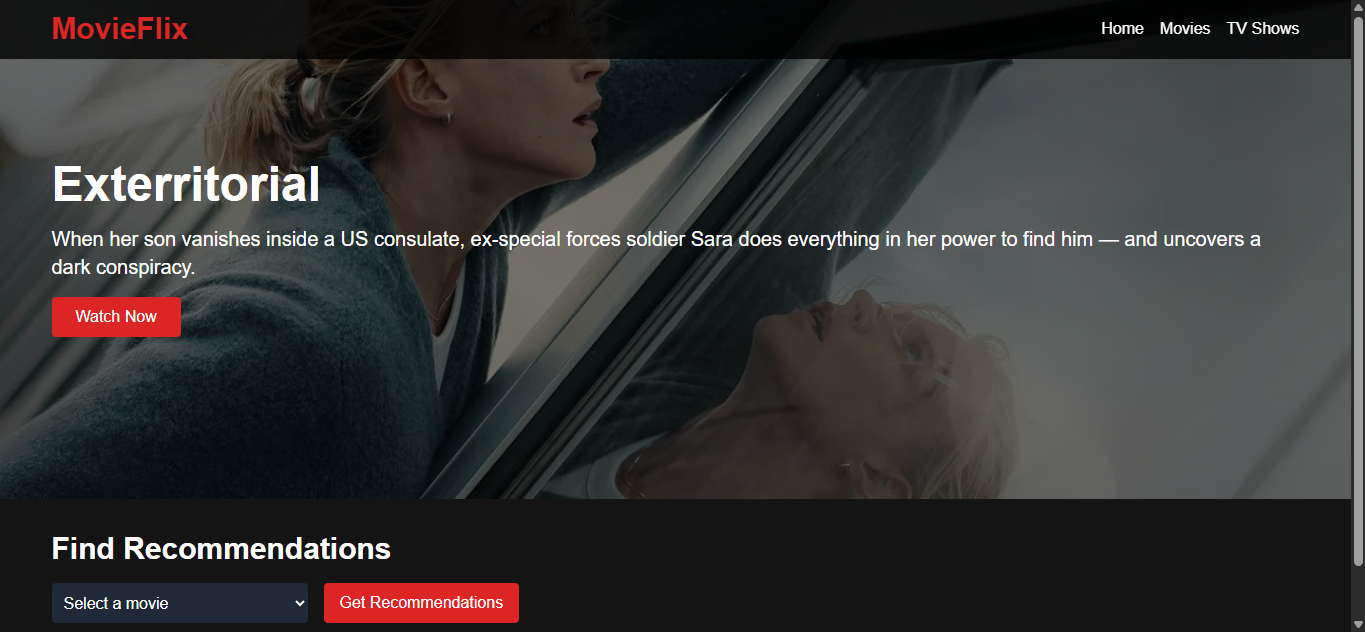 MovieFlix
Home Movies TV Shows
Exterritorial
When her son vanishes inside a US consulate, ex-special forces soldier Sara does everything in her power to find him — and uncovers a
dark conspiracy.
Watch Now
Find Recommendations
Select a movie
Get Recommendations